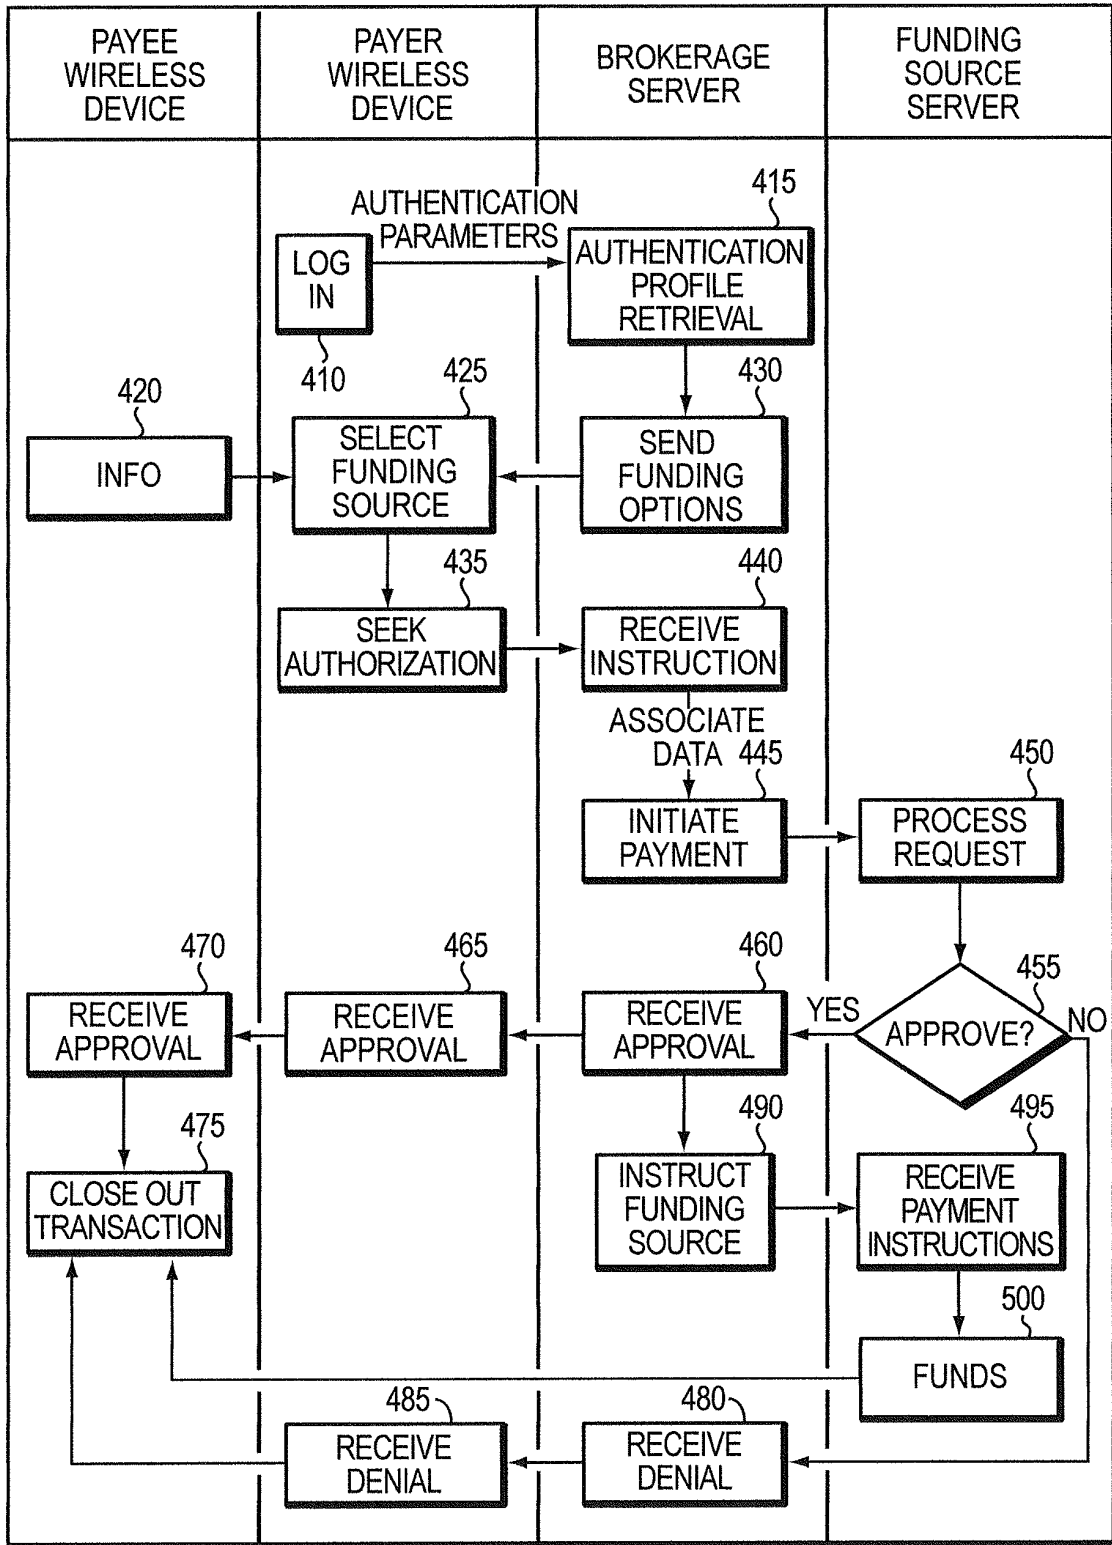 PAYEE
WIRELESS
DEVICE
PAYER
WIRELESS
DEVICE
BROKERAGE
SERVER
FUNDING
SOURCE
SERVER
AUTHENTICATION
PARAMETERS
415
LOG
IN
410
AUTHENTICATION
PROFILE
RETRIEVAL
420
INFO
425
SELECT
FUNDING
SOURCE
430
SEND
FUNDING
OPTIONS
435
SEEK
AUTHORIZATION
440
RECEIVE
INSTRUCTION
ASSOCIATE
DATA
445
INITIATE
PAYMENT
450
PROCESS
REQUEST
455
APPROVE?
YES
NO
460
RECEIVE
APPROVAL
465
RECEIVE
APPROVAL
470
RECEIVE
APPROVAL
475
CLOSE OUT
TRANSACTION
490
INSTRUCT
FUNDING
SOURCE
495
RECEIVE
PAYMENT
INSTRUCTIONS
500
FUNDS
485
RECEIVE
DENIAL
480
RECEIVE
DENIAL